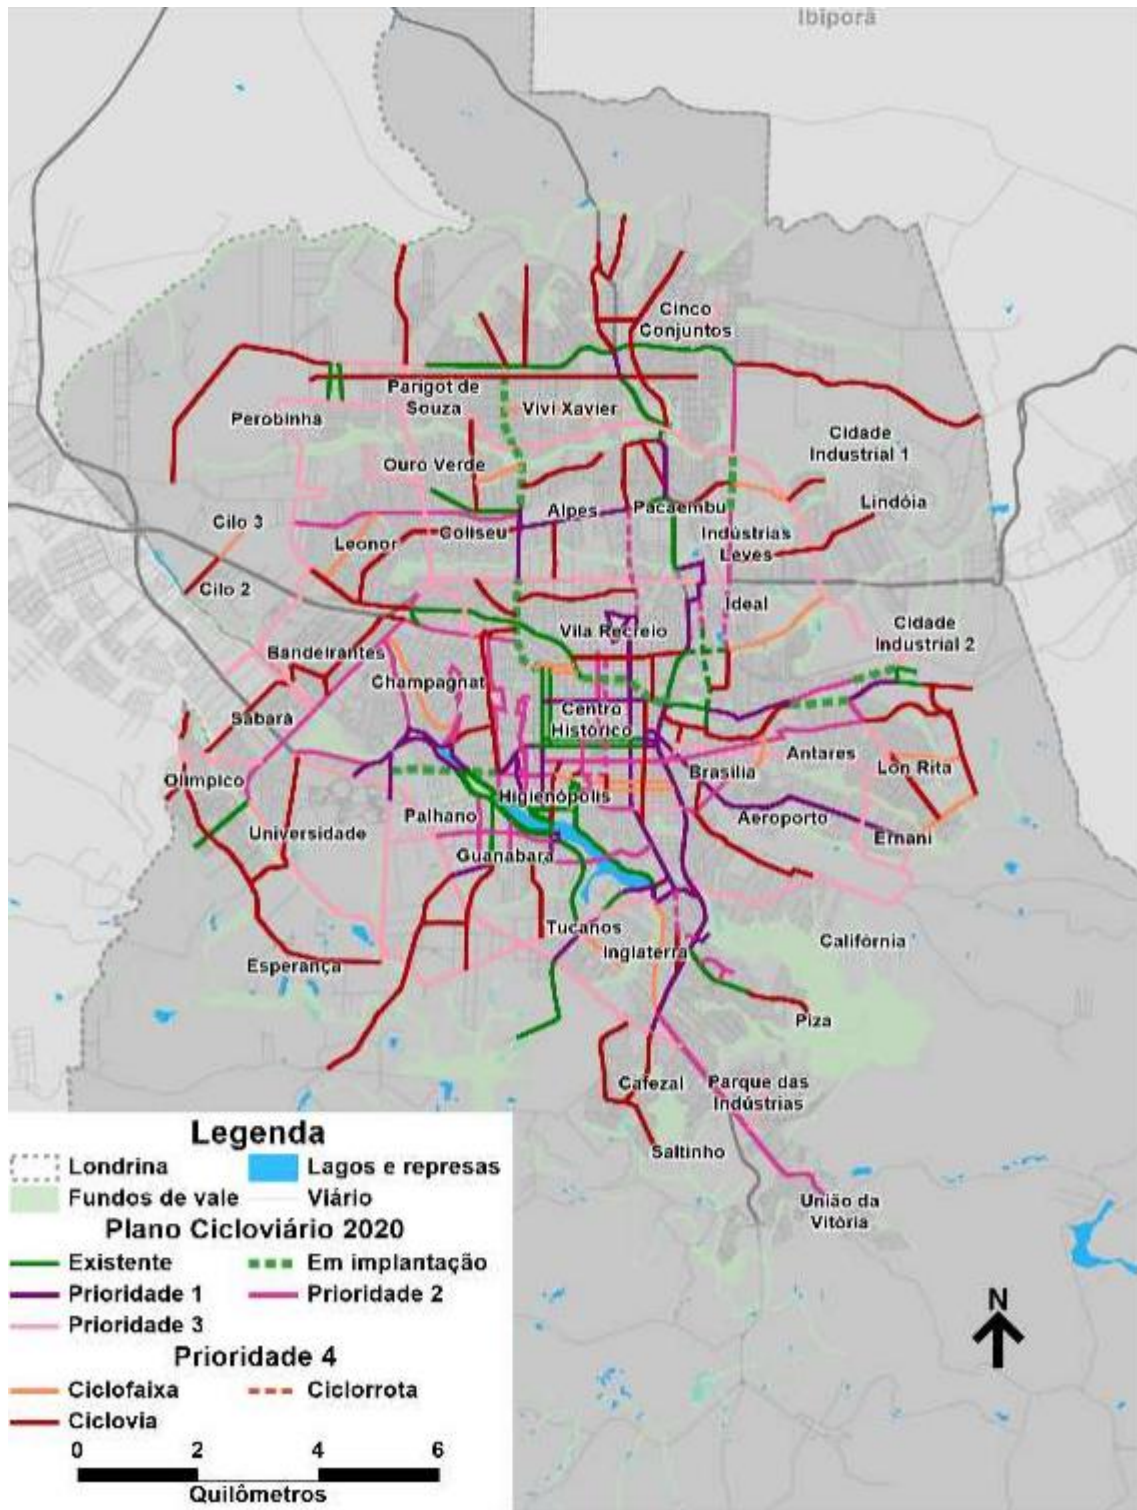 Ibiporã
Cinco
Conjuntos
Parigot de
Souza
Vivi Xavier
Perobinha
Cidade
Industrial 1
Ouro Verde
Lindóia
Cilo 3
Alpes
Pacaembu
Coliseu
Leonor
Indústrias
Leves
Cilo 2
Ideal
Vila Recreio
Cidade
Industrial 2
Bandeirantes
Champagnat
Sabará
Centro
Histórico
Antares
Brasília
Lon Rita
Olímpico
Higienópolis
Palhano
Aeroporto
Universidade
Ernani
Guanabara
Tucanos
Inglaterra
Califórnia
Esperança
Piza
Cafezal
Parque das
Indústrias
Saltinho
União da
Vitória
Legenda
Londrina
Lagos e represas
Fundos de vale
Viário
Plano Cicloviário 2020
Existente
Em implantação
Prioridade 1
Prioridade 2
Prioridade 3
Prioridade 4
Ciclofaixa
Ciclorrota
Ciclovia
0 2 4 6
Quilômetros
N